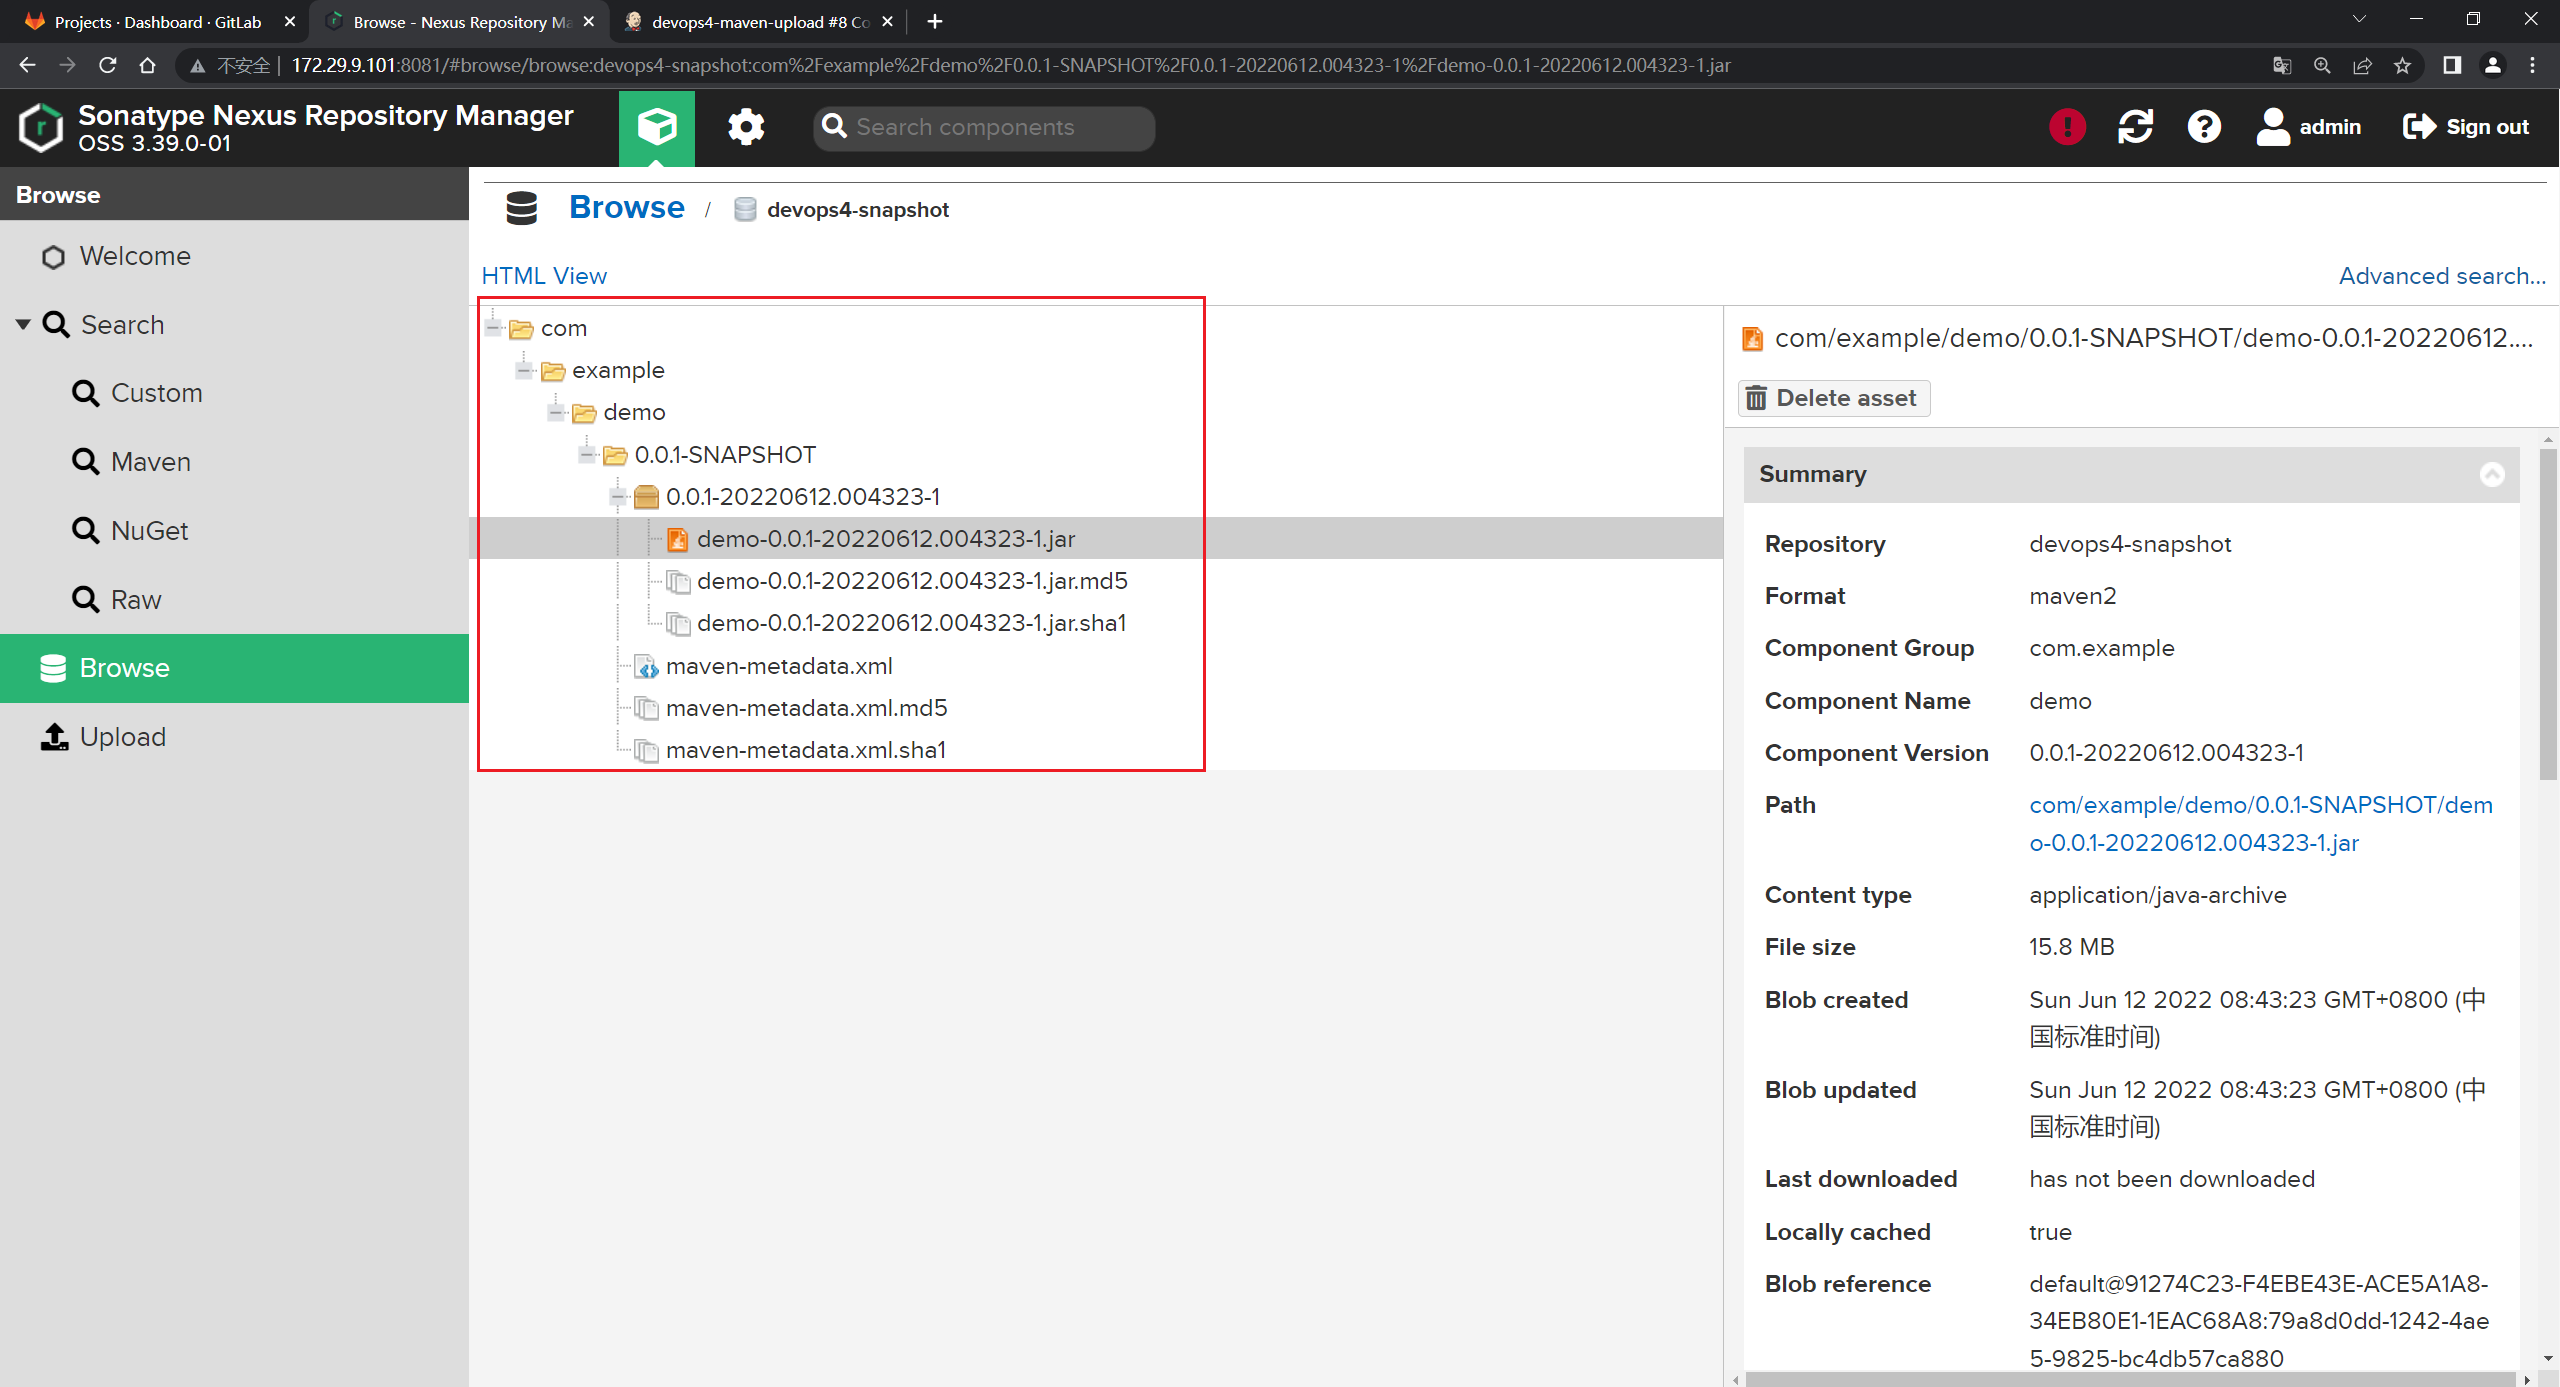 Projects · Dashboard · GitLab
Browse - Nexus Repository Ma
devops4-maven-upload #8 Co
不安全 172.29.9.101:8081/#browse/browse:devops4-snapshot:com%2Fexample%2Fdemo%2F0.0.1-SNAPSHOT%2F0.0.1-20220612.004323-1%2Fdemo-0.0.1-20220612.004323-1.jar
Sonatype Nexus Repository Manager
OSS 3.39.0-01
Search components
admin
Sign out
Browse
Welcome
Search
Custom
Maven
NuGet
Raw
Browse
Upload
Browse / devops4-snapshot
HTML View
Advanced search...
com
example
demo
0.0.1-SNAPSHOT
0.0.1-20220612.004323-1
demo-0.0.1-20220612.004323-1.jar
demo-0.0.1-20220612.004323-1.jar.md5
demo-0.0.1-20220612.004323-1.jar.sha1
maven-metadata.xml
maven-metadata.xml.md5
maven-metadata.xml.sha1
com/example/demo/0.0.1-SNAPSHOT/demo-0.0.1-20220612....
Delete asset
Summary
Repository devops4-snapshot
Format maven2
Component Group com.example
Component Name demo
Component Version 0.0.1-20220612.004323-1
Path com/example/demo/0.0.1-SNAPSHOT/dem
o-0.0.1-20220612.004323-1.jar
Content type application/java-archive
File size 15.8 MB
Blob created Sun Jun 12 2022 08:43:23 GMT+0800 (中
国标准时间)
Blob updated Sun Jun 12 2022 08:43:23 GMT+0800 (中
国标准时间)
Last downloaded has not been downloaded
Locally cached true
Blob reference default@91274C23-F4EBE43E-ACE5A1A8-
34EB80E1-1EAC68A8:79a8d0dd-1242-4ae
5-9825-bc4db57ca880